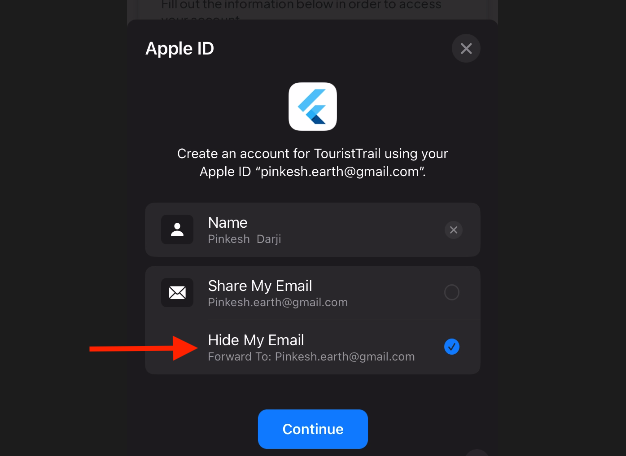 Fill out the information below in order to access
your account
Apple ID
Create an account for TouristTrail using your
Apple ID “pinkesh.earth@gmail.com”.
Name
Pinkesh Darji
Share My Email
Pinkesh.earth@gmail.com
Hide My Email
Forward To: Pinkesh.earth@gmail.com
Continue